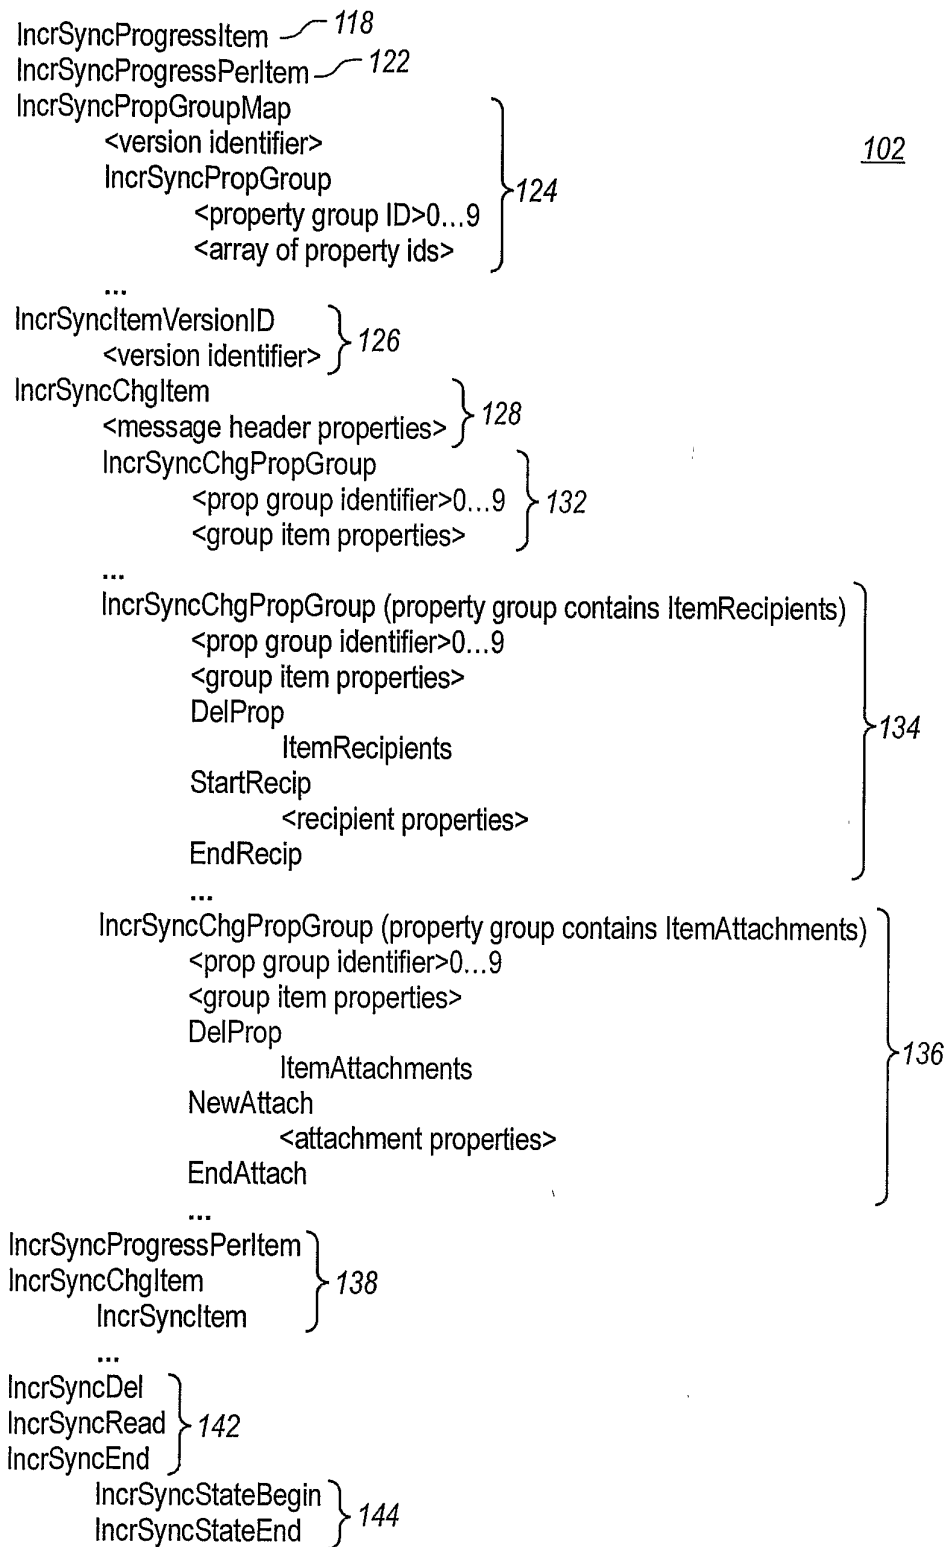 IncrSyncProgressItem 118
IncrSyncProgressPerItem 122
IncrSyncPropGroupMap
<version identifier>
102
IncrSyncPropGroup
124
<property group ID>0...9
<array of property ids>
...
IncrSyncItemVersionID
126
<version identifier>
IncrSyncChgItem
128
<message header properties>
IncrSyncChgPropGroup
<prop group identifier>0...9 132
<group item properties>
...
IncrSyncChgPropGroup (property group contains ItemRecipients)
<prop group identifier>0...9
<group item properties>
DelProp
134
ItemRecipients
StartRecip
<recipient properties>
EndRecip
...
IncrSyncChgPropGroup (property group contains ItemAttachments)
<prop group identifier>0...9
<group item properties>
DelProp
136
ItemAttachments
NewAttach
<attachment properties>
EndAttach
...
IncrSyncProgressPerItem
IncrSyncChgItem 138
IncrSyncItem
...
IncrSyncDel
IncrSyncRead 142
IncrSyncEnd
IncrSyncStateBegin
144
IncrSyncStateEnd